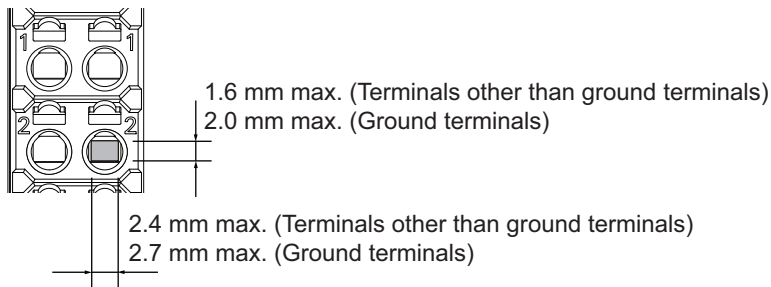 1 1
1.6 mm max. (Terminals other than ground terminals)
2.0 mm max. (Ground terminals)
2 2
2.4 mm max. (Terminals other than ground terminals)
2.7 mm max. (Ground terminals)